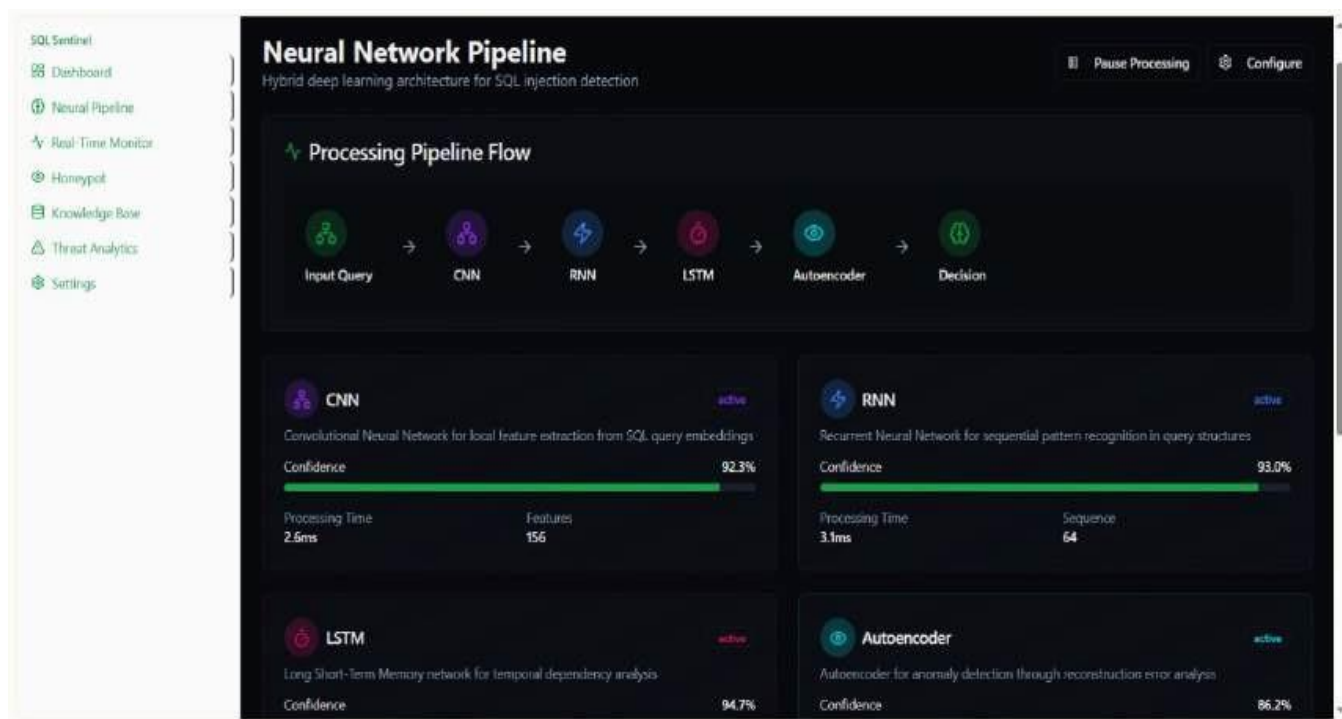 SQL Sentinel
Dashboard
Neural Pipeline
Real-Time Monitor
Honeypot
Knowledge Base
Threat Analytics
Settings
Neural Network Pipeline
Hybrid deep learning architecture for SQL injection detection
Pause Processing
Configure
Processing Pipeline Flow
Input Query
CNN
RNN
LSTM
Autoencoder
Decision
CNN
active
Convolutional Neural Network for local feature extraction from SQL query embeddings
Confidence
92.3%
Processing Time
Features
2.6ms
156
RNN
active
Recurrent Neural Network for sequential pattern recognition in query structures
Confidence
93.0%
Processing Time
Sequence
3.1ms
64
LSTM
active
Long Short-Term Memory network for temporal dependency analysis
Confidence
94.7%
Autoencoder
active
Autoencoder for anomaly detection through reconstruction error analysis
Confidence
86.2%